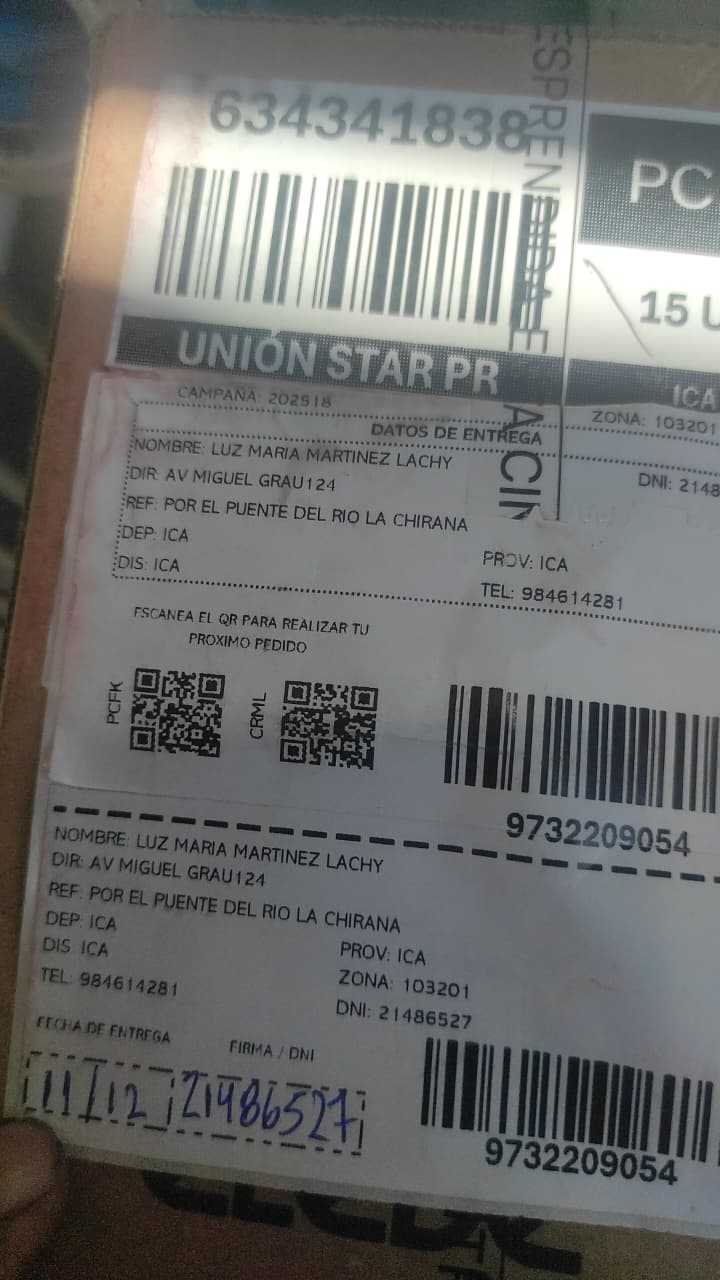 634341838
PC
15 U
UNIÓN STAR PR
ICA
CAMPAÑA: 202518
ZONA: 103201
DATOS DE ENTREGA
NOMBRE: LUZ MARIA MARTINEZ LACHY
DNI: 2148
DIR: AV MIGUEL GRAU124
REF: POR EL PUENTE DEL RIO LA CHIRANA
DEP: ICA
PROV: ICA
DIS: ICA
TEL: 984614281
ESCANEA EL QR PARA REALIZAR TU
PROXIMO PEDIDO
PCFK
CRML
9732209054
NOMBRE: LUZ MARIA MARTINEZ LACHY
DIR: AV MIGUEL GRAU124
REF: POR EL PUENTE DEL RIO LA CHIRANA
DEP: ICA
PROV: ICA
DIS: ICA
ZONA: 103201
TEL: 984614281
DNI: 21486527
FECHA DE ENTREGA
FIRMA / DNI
11/12
21486527
9732209054